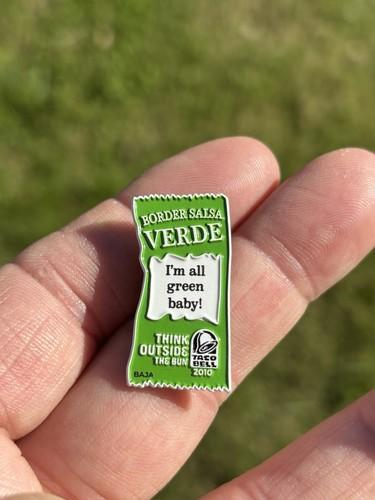 BORDER SALSA
VERDE
I'm all
green
baby!
THINK
OUTSIDE
THE BUN
TACO
BELL
BAJA
2010